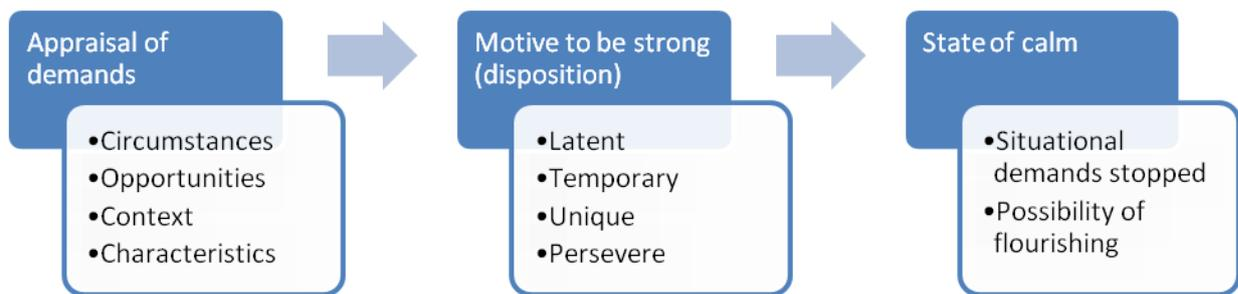 Appraisal of
demands
•Circumstances
•Opportunities
•Context
•Characteristics
Motive to be strong
(disposition)
•Latent
•Temporary
•Unique
•Persevere
State of calm
•Situational
demands stopped
•Possibility of
flourishing